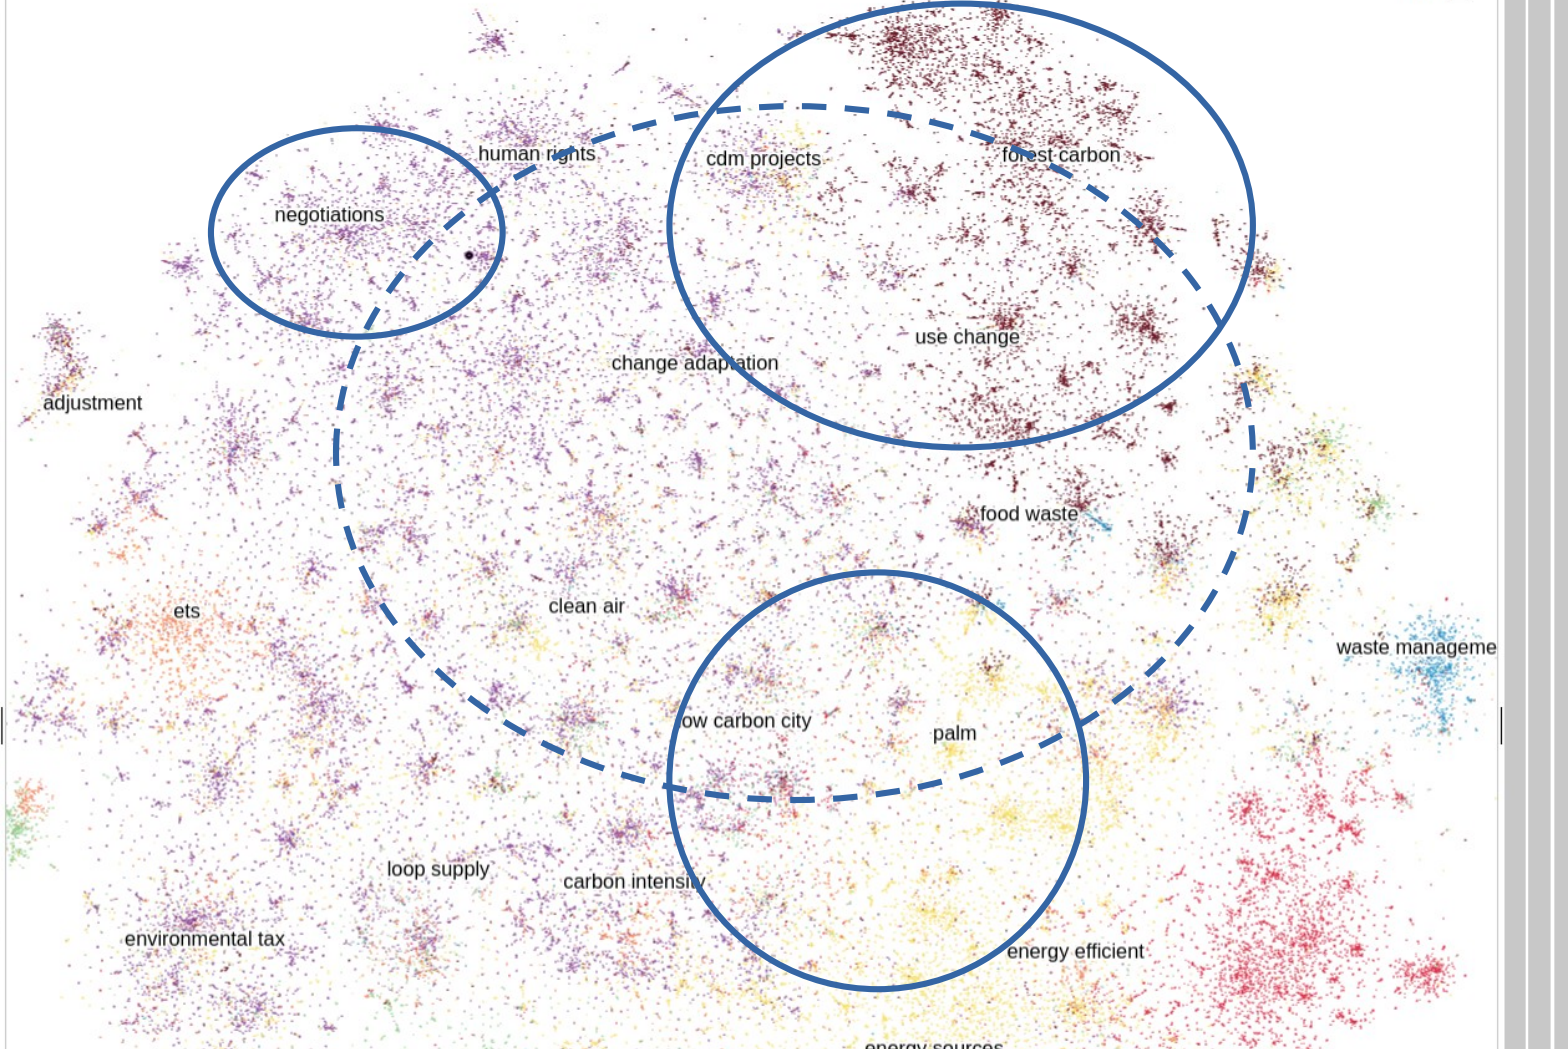 human rights
cdm projects
forest carbon
negotiations
use change
change adaptation
adjustment
food waste
ets
clean air
waste manageme
ow carbon city
palm
loop supply
carbon intensity
environmental tax
energy efficient
energy sources